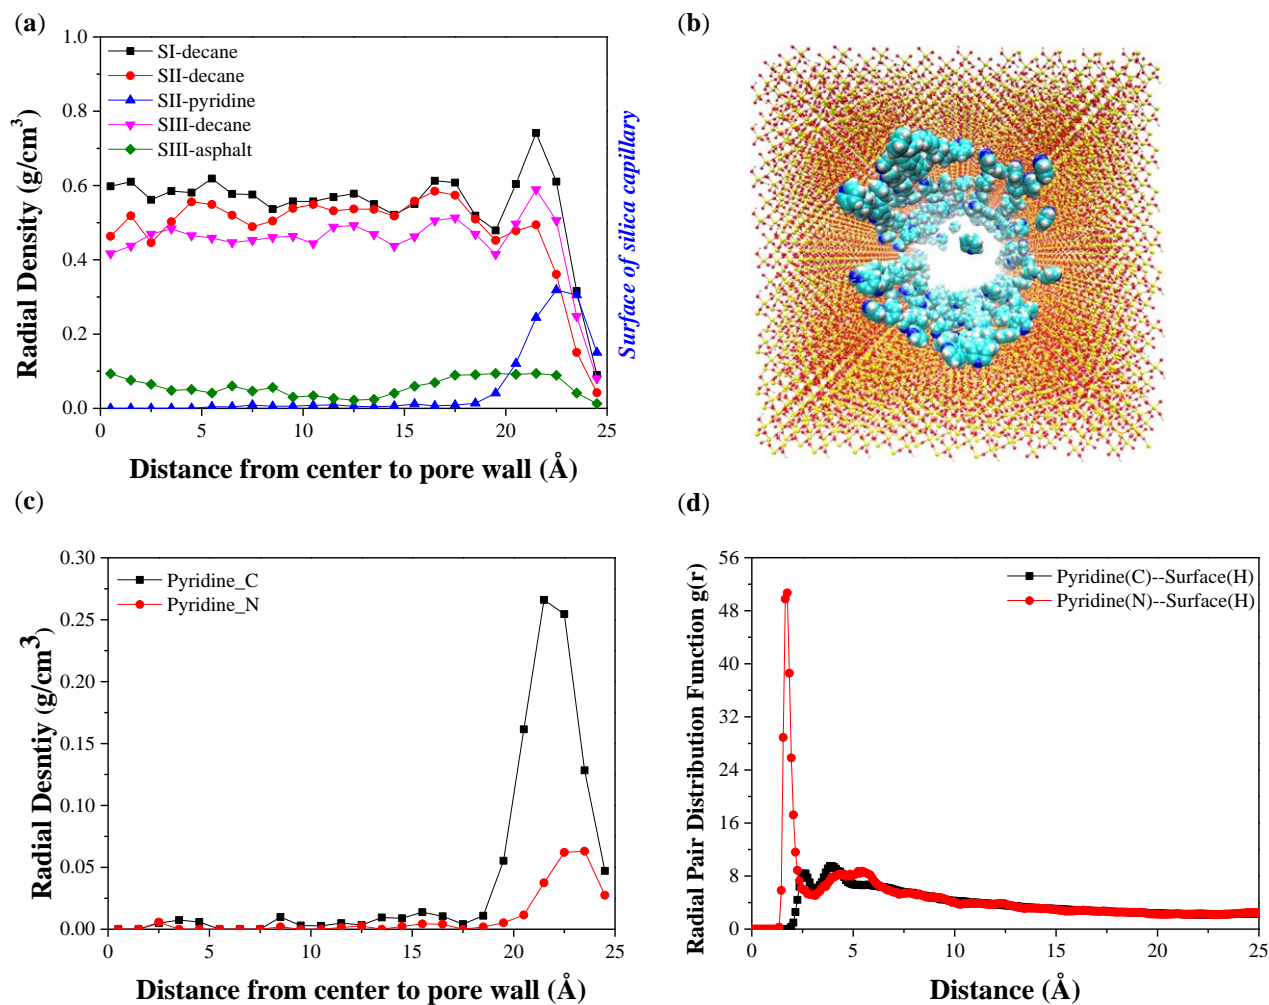 (a)
1.0
0.8
0.6
0.4
0.2
0.0
Radial Density (g/cm³)
SI-decane
SII-decane
SII-pyridine
SIII-decane
SIII-asphalt
Surface of silica capillary
0 5 10 15 20 25
Distance from center to pore wall (Å)
(b)
(c)
0.30
0.25
0.20
0.15
0.10
0.05
0.00
Radial Desntiy (g/cm³)
Pyridine_C
Pyridine_N
0 5 10 15 20 25
Distance from center to pore wall (Å)
(d)
56
48
40
32
24
16
8
0
Radial Pair Distribution Function g(r)
Pyridine(C)--Surface(H)
Pyridine(N)--Surface(H)
0 5 10 15 20 25
Distance (Å)